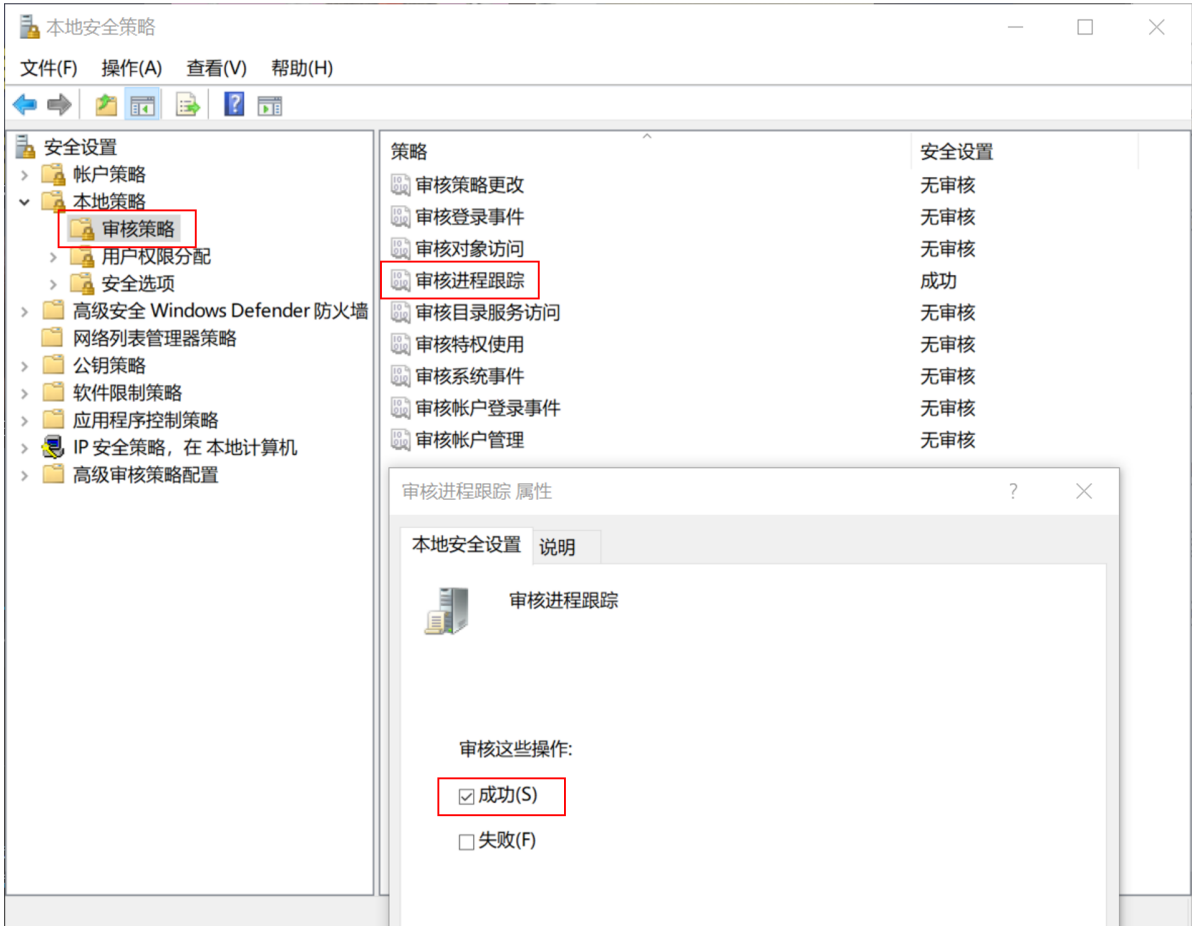 本地安全策略
文件(F) 操作(A) 查看(V) 帮助(H)
安全设置
帐户策略
本地策略
审核策略
用户权限分配
安全选项
高级安全 Windows Defender 防火墙
网络列表管理器策略
公钥策略
软件限制策略
应用程序控制策略
IP 安全策略，在 本地计算机
高级审核策略配置
策略 安全设置
审核策略更改 无审核
审核登录事件 无审核
审核对象访问 无审核
审核进程跟踪 成功
审核目录服务访问 无审核
审核特权使用 无审核
审核系统事件 无审核
审核帐户登录事件 无审核
审核帐户管理 无审核
审核进程跟踪 属性
本地安全设置 说明
审核进程跟踪
审核这些操作:
成功(S)
失败(F)